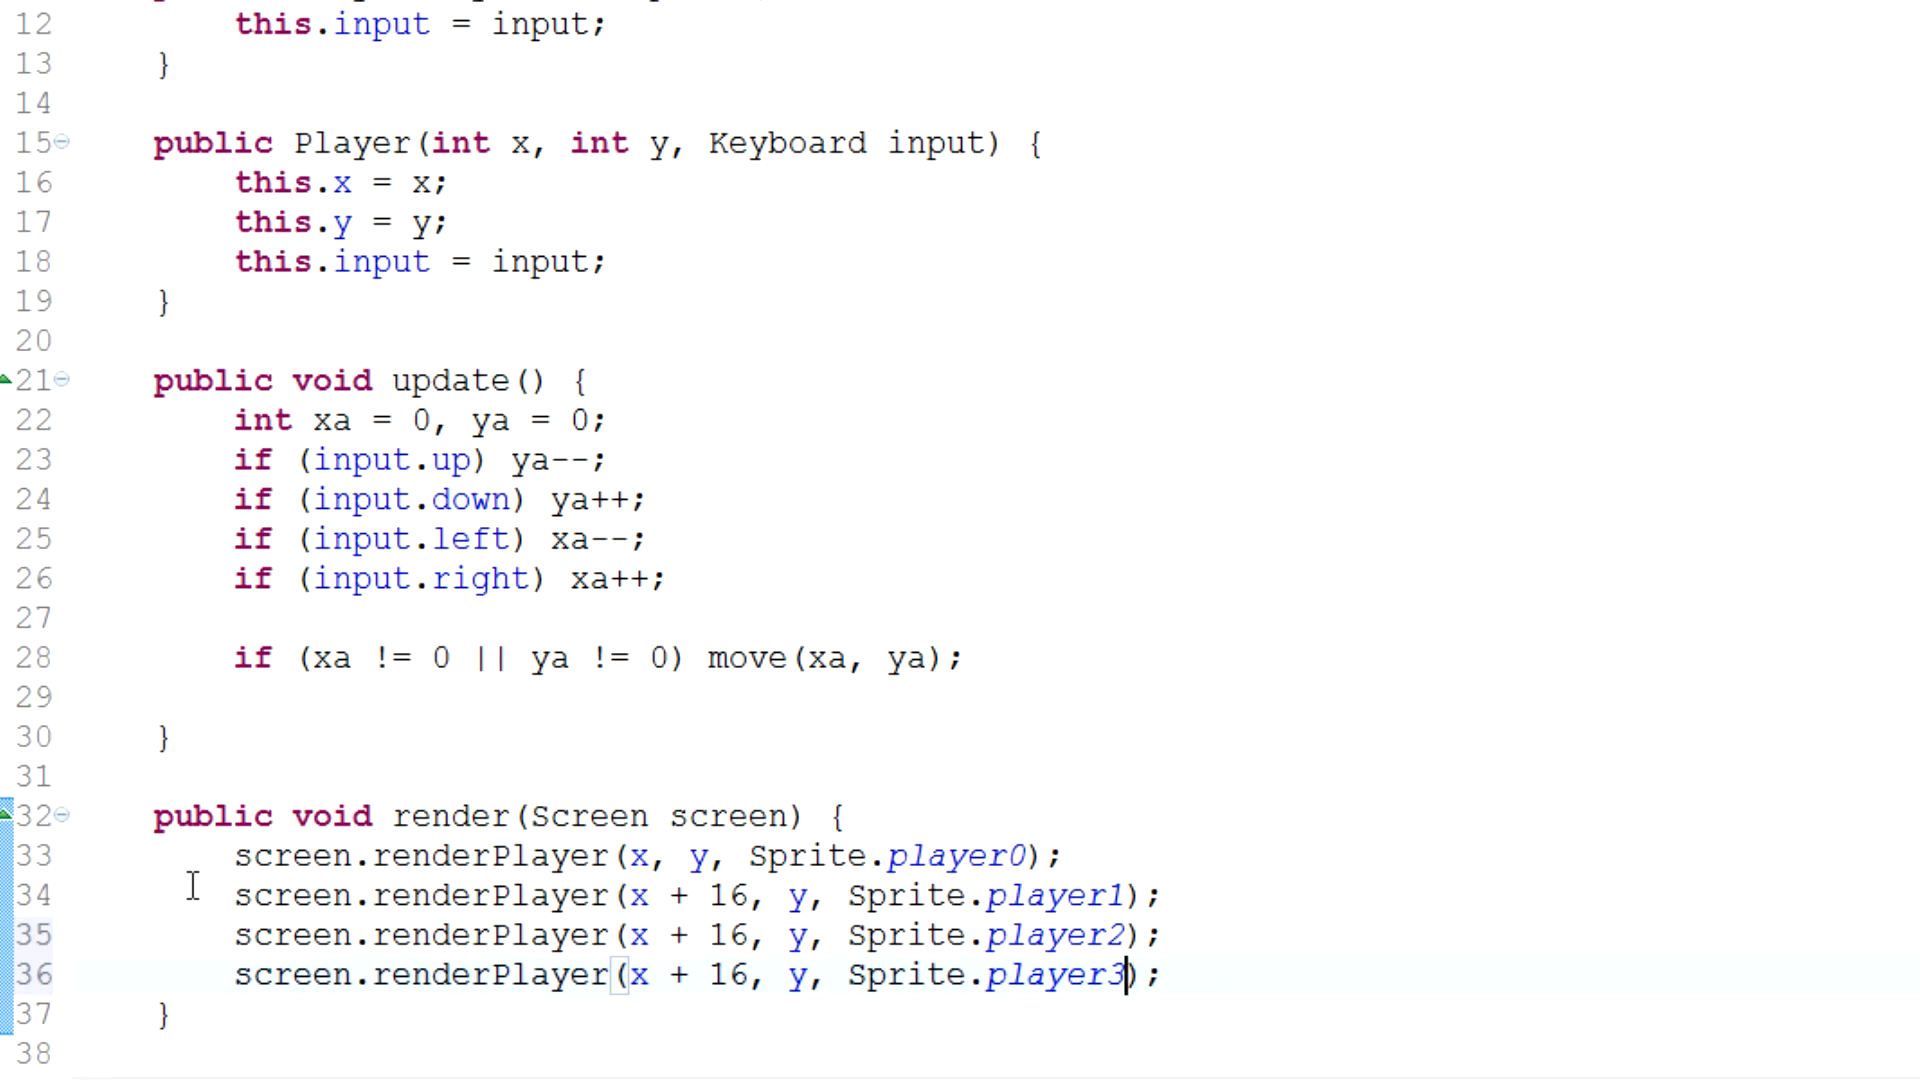 12 this.input = input;
13 }
14
15 public Player(int x, int y, Keyboard input) {
16 this.x = x;
17 this.y = y;
18 this.input = input;
19 }
20
21 public void update() {
22 int xa = 0, ya = 0;
23 if (input.up) ya--;
24 if (input.down) ya++;
25 if (input.left) xa--;
26 if (input.right) xa++;
27
28 if (xa != 0 || ya != 0) move(xa, ya);
29
30 }
31
32 public void render(Screen screen) {
33 screen.renderPlayer(x, y, Sprite.player0);
34 screen.renderPlayer(x + 16, y, Sprite.player1);
35 screen.renderPlayer(x + 16, y, Sprite.player2);
36 screen.renderPlayer(x + 16, y, Sprite.player3);
37 }
38